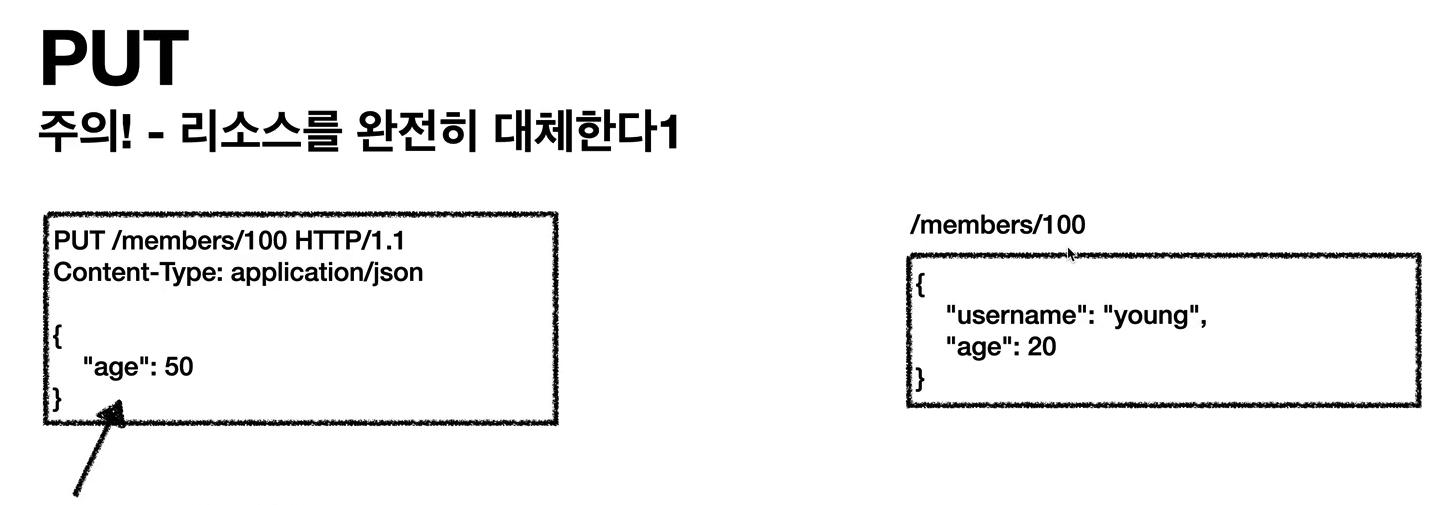 PUT
주의! - 리소스를 완전히 대체한다1
PUT /members/100 HTTP/1.1
Content-Type: application/json
{
"age": 50
}
/members/100
{
"username": "young",
"age": 20
}